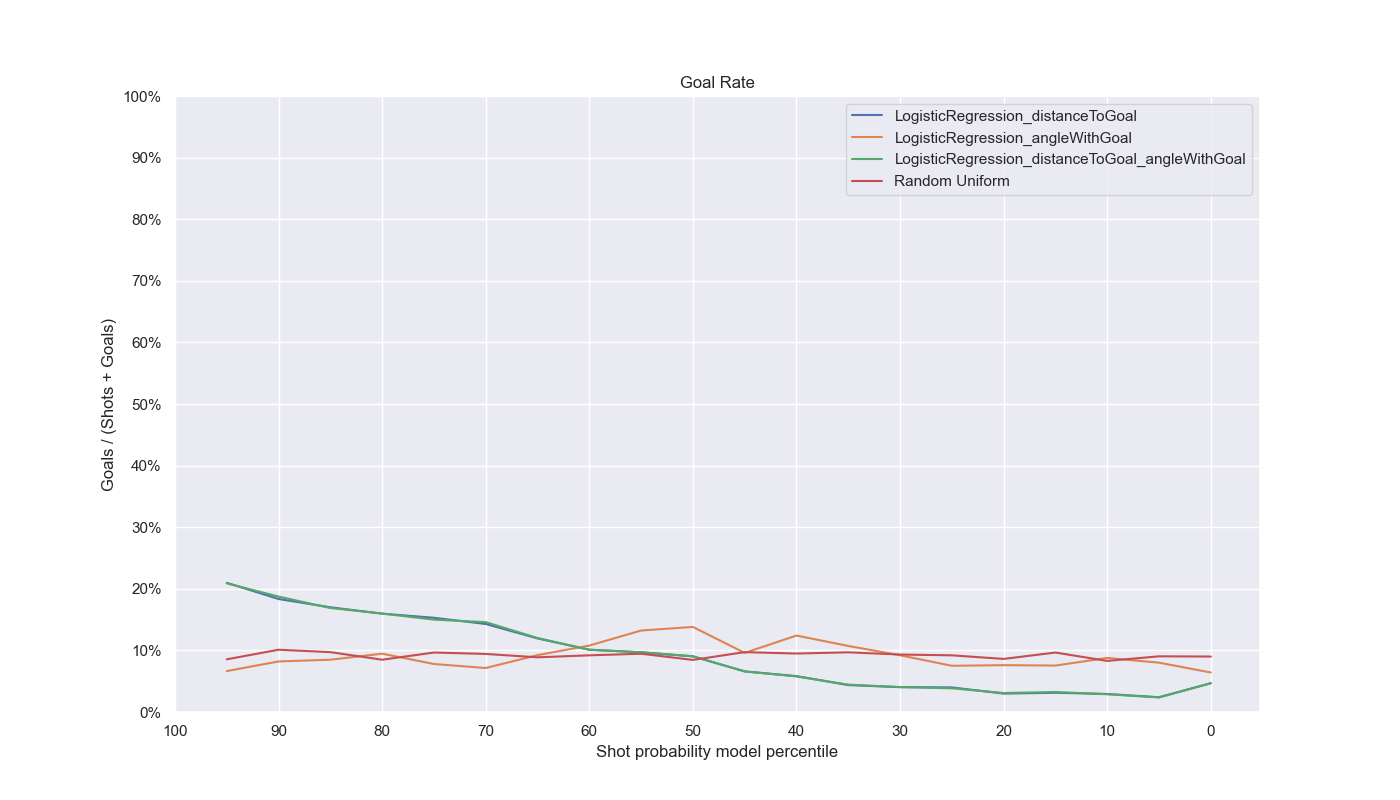 Goal Rate
100%
90%
80%
70%
60%
50%
40%
30%
20%
10%
0%
Goals / (Shots + Goals)
LogisticRegression_distanceToGoal
LogisticRegression_angleWithGoal
LogisticRegression_distanceToGoal_angleWithGoal
Random Uniform
100 90 80 70 60 50 40 30 20 10 0
Shot probability model percentile